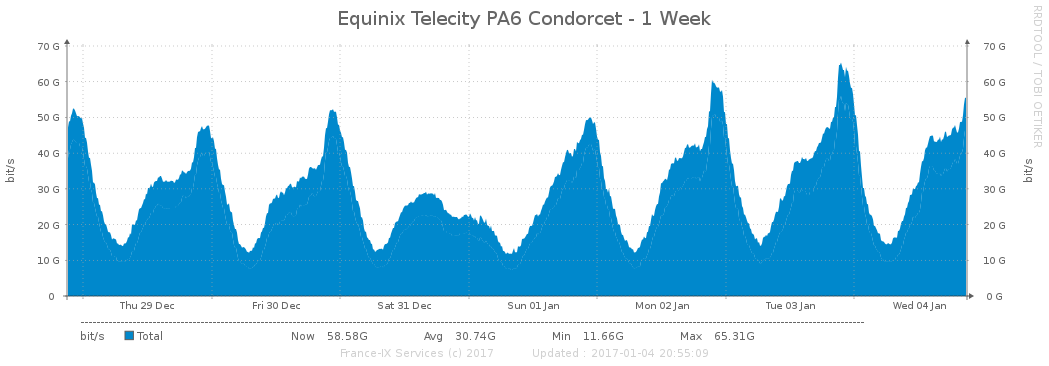 Equinix Telecity PA6 Condorcet - 1 Week
RRDTOOL / TOBI OETIKER
bit/s
bit/s
70 G 70 G
60 G 60 G
50 G 50 G
40 G 40 G
30 G 30 G
20 G 20 G
10 G 10 G
0 0 G
Thu 29 Dec Fri 30 Dec Sat 31 Dec Sun 01 Jan Mon 02 Jan Tue 03 Jan Wed 04 Jan
bit/s Total Now 58.58G Avg 30.74G Min 11.66G Max 65.31G
France-IX Services (c) 2017 Updated : 2017-01-04 20:55:09